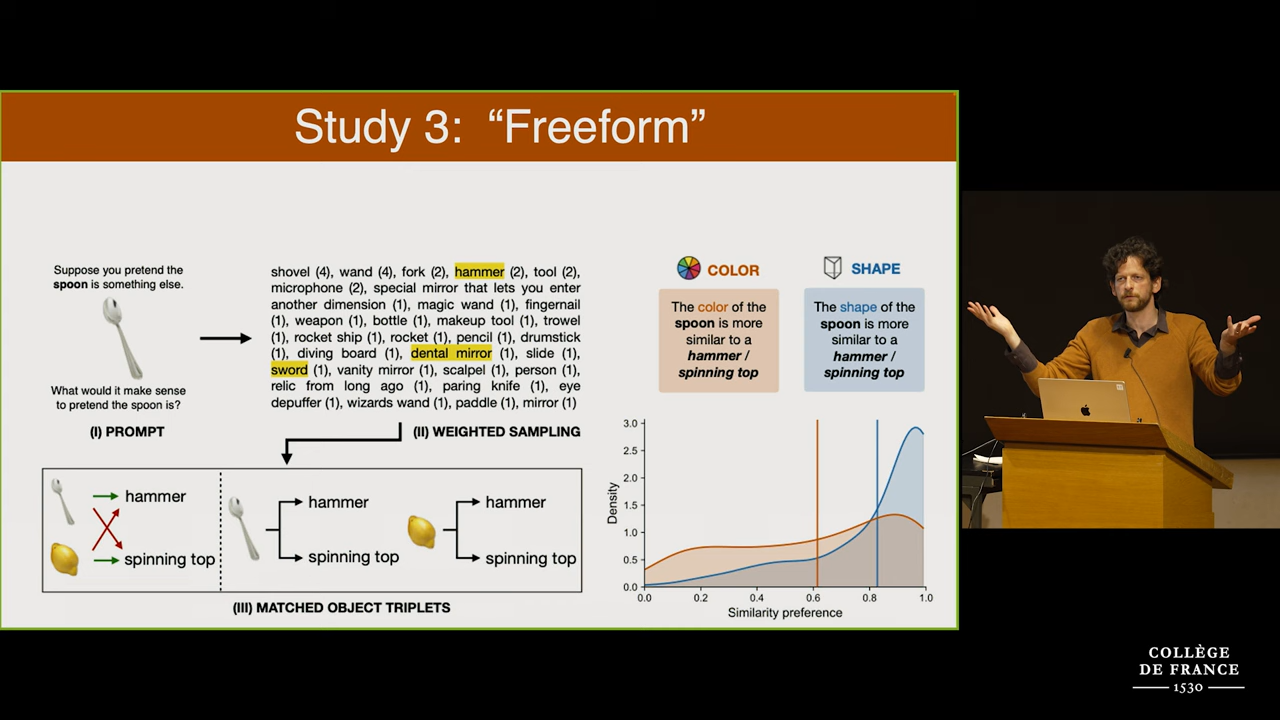 Study 3: “Freeform”
Suppose you pretend the
spoon is something else.
What would it make sense
to pretend the spoon is?
(I) PROMPT
shovel (4), wand (4), fork (2), hammer (2), tool (2),
microphone (2), special mirror that lets you enter
another dimension (1), magic wand (1), fingernail
(1), weapon (1), bottle (1), makeup tool (1), trowel
(1), rocket ship (1), rocket (1), pencil (1), drumstick
(1), diving board (1), dental mirror (1), slide (1),
sword (1), vanity mirror (1), scalpel (1), person (1),
relic from long ago (1), paring knife (1), eye
depuffer (1), wizards wand (1), paddle (1), mirror (1)
(II) WEIGHTED SAMPLING
hammer
spinning top
hammer
spinning top
hammer
spinning top
(III) MATCHED OBJECT TRIPLETS
COLOR
The color of the
spoon is more
similar to a
hammer /
spinning top
SHAPE
The shape of the
spoon is more
similar to a
hammer /
spinning top
Density
3.0
2.5
2.0
1.5
1.0
0.5
0.0
0.0 0.2 0.4 0.6 0.8 1.0
Similarity preference
COLLÈGE
DE FRANCE
1530